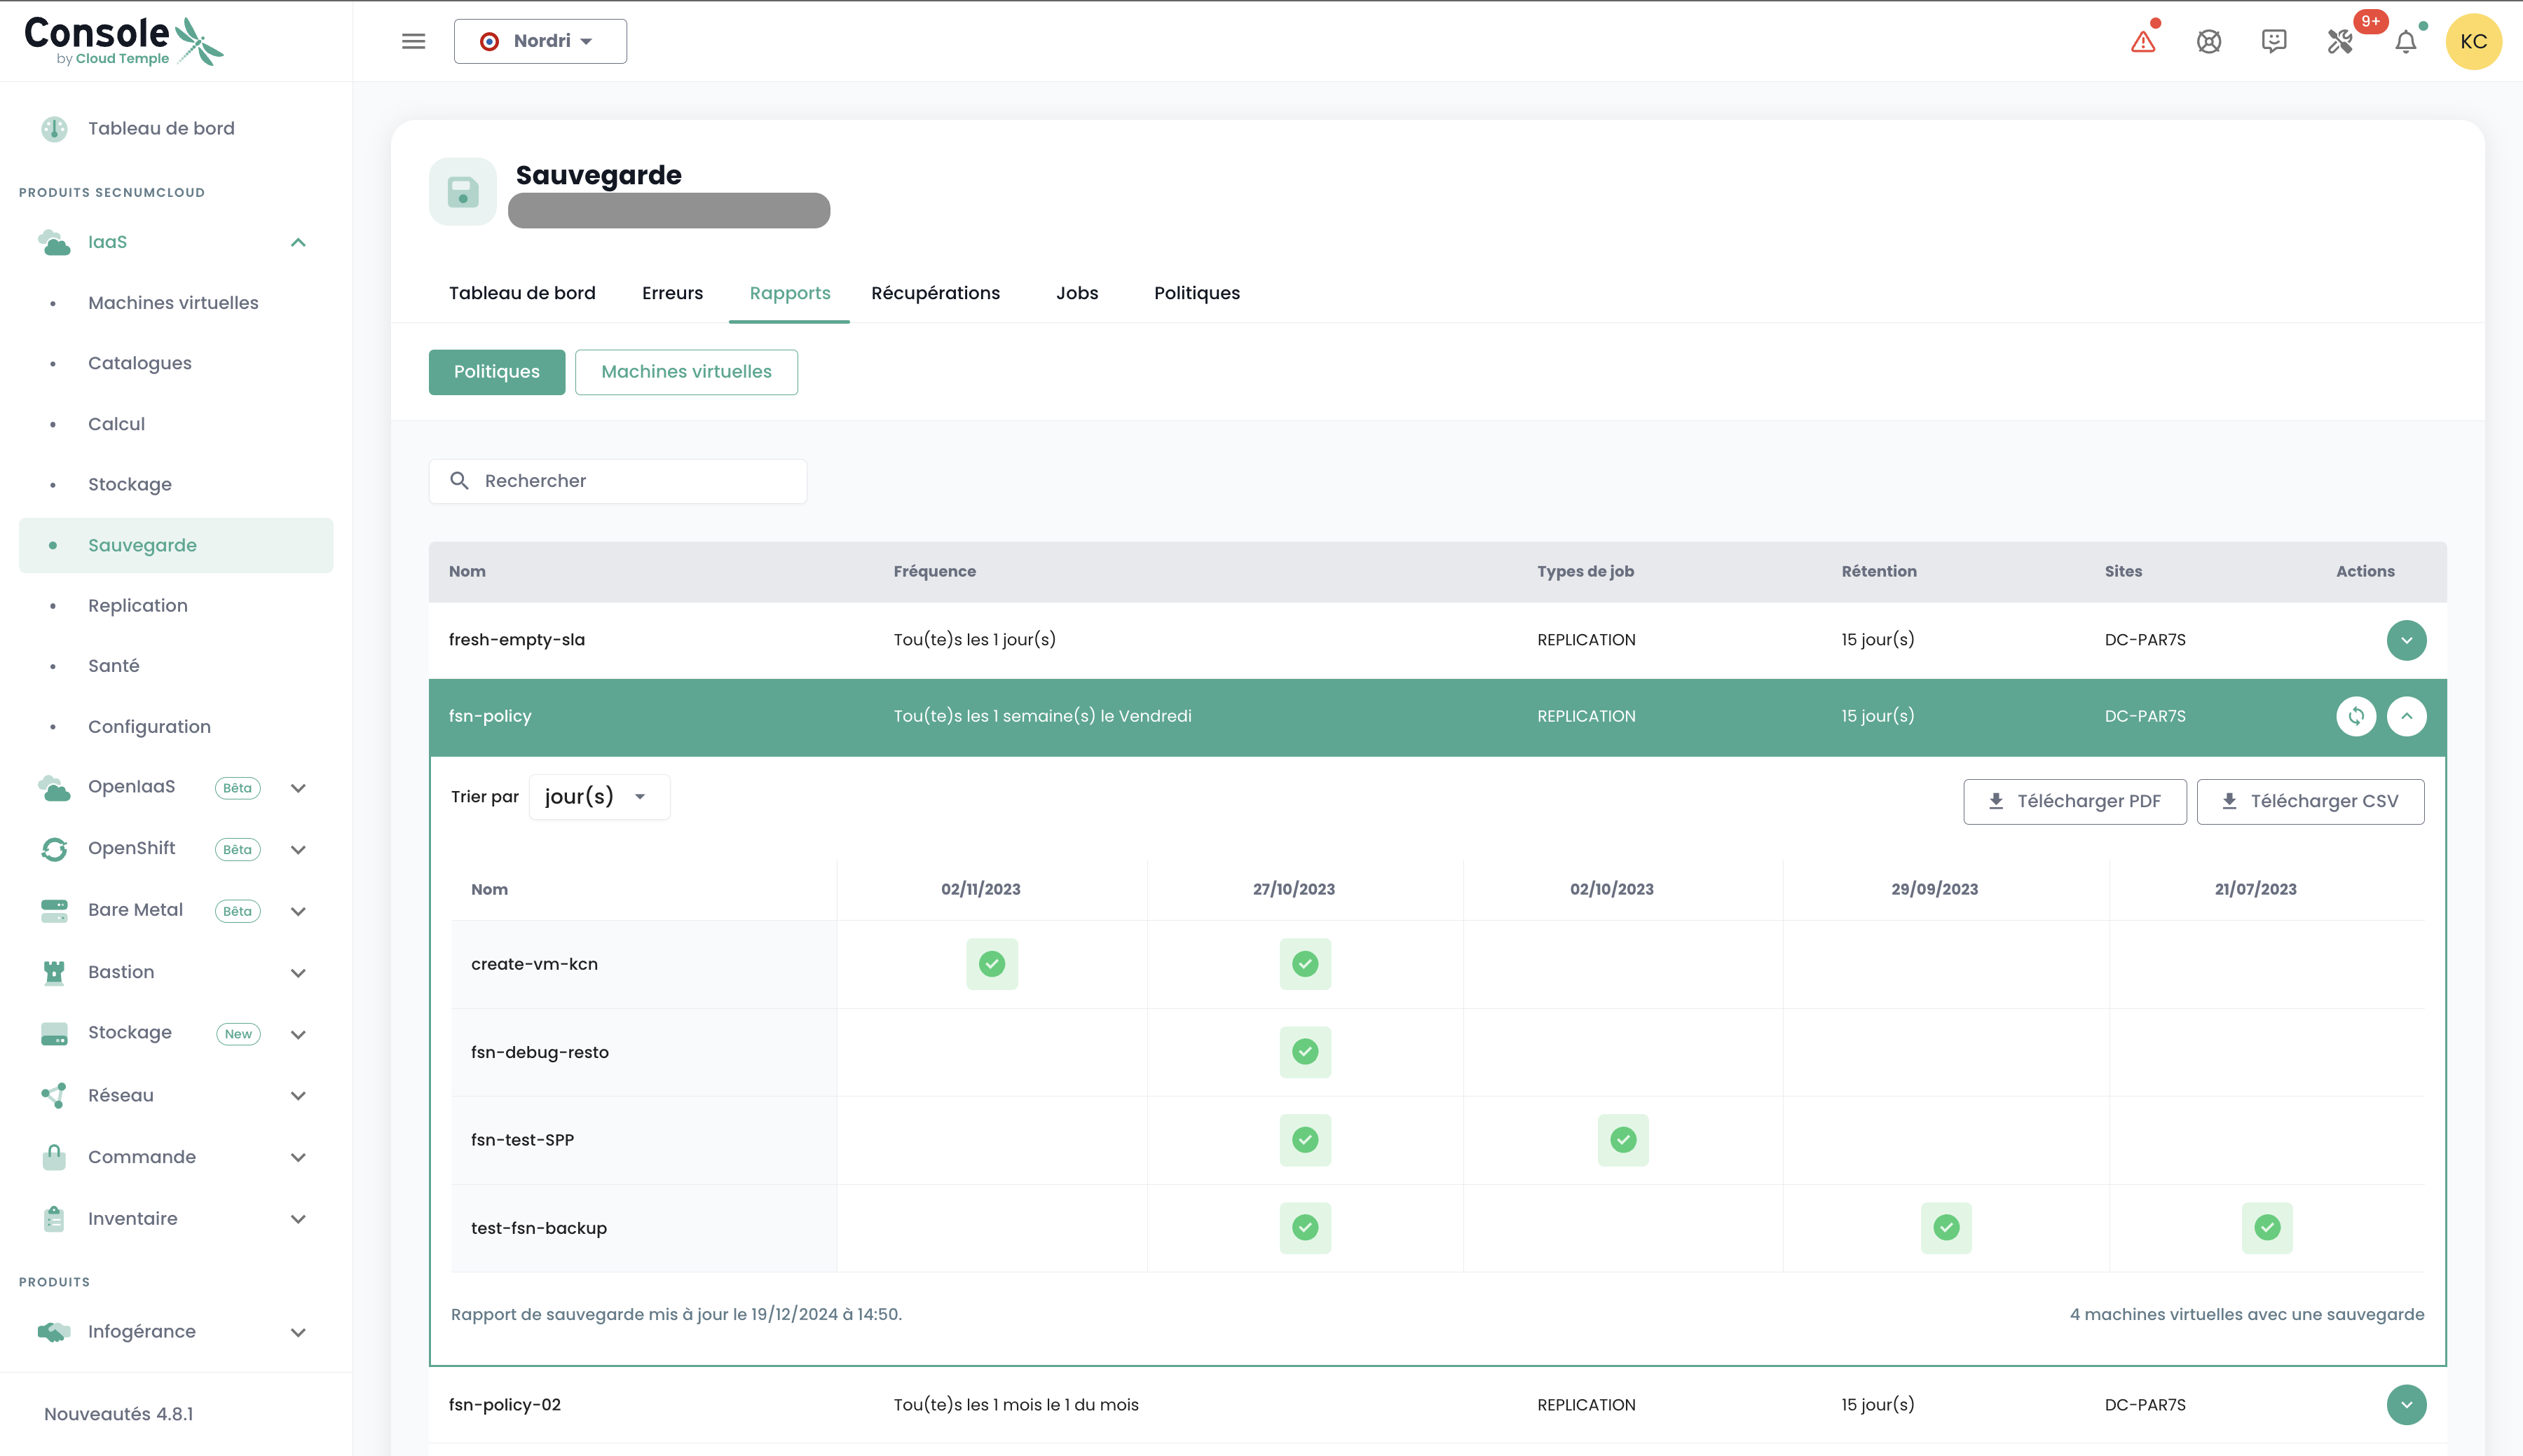 Console
by Cloud Temple
Nordri
9+
KC
Tableau de bord
PRODUITS SECNUMCLOUD
IaaS
Machines virtuelles
Catalogues
Calcul
Stockage
Sauvegarde
Replication
Santé
Configuration
OpenIaaS Bêta
OpenShift Bêta
Bare Metal Bêta
Bastion
Stockage New
Réseau
Commande
Inventaire
PRODUITS
Infogérance
Nouveautés 4.8.1
Sauvegarde
Tableau de bord Erreurs Rapports Récupérations Jobs Politiques
Politiques Machines virtuelles
Rechercher
Nom Fréquence Types de job Rétention Sites Actions
fresh-empty-sla Tou(te)s les 1 jour(s) REPLICATION 15 jour(s) DC-PAR7S
fsn-policy Tou(te)s les 1 semaine(s) le Vendredi REPLICATION 15 jour(s) DC-PAR7S
Trier par jour(s) Télécharger PDF Télécharger CSV
Nom 02/11/2023 27/10/2023 02/10/2023 29/09/2023 21/07/2023
create-vm-kcn
fsn-debug-resto
fsn-test-SPP
test-fsn-backup
Rapport de sauvegarde mis à jour le 19/12/2024 à 14:50. 4 machines virtuelles avec une sauvegarde
fsn-policy-02 Tou(te)s les 1 mois le 1 du mois REPLICATION 15 jour(s) DC-PAR7S